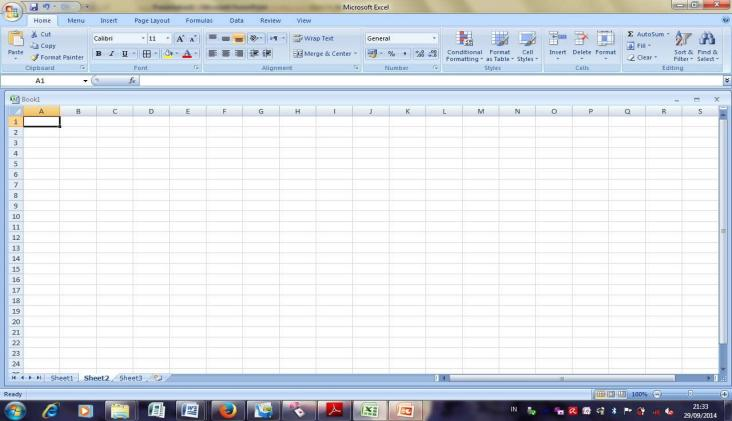 Microsoft Excel
Home Menu Insert Page Layout Formulas Data Review View
Cut
Copy
Format Painter
Paste
Calibri 11
B I U
Wrap Text
Merge & Center
General
% ,
Conditional Formatting
Format as Table
Cell Styles
Insert Delete Format
Σ AutoSum
Fill
Clear
Sort & Filter
Find & Select
Clipboard Font Alignment Number Styles Cells Editing
A1 fx
Book1
A B C D E F G H I J K L M N O P Q R S
1
2
3
4
5
6
7
8
9
10
11
12
13
14
15
16
17
18
19
20
21
22
23
24
Sheet1 Sheet2 Sheet3
Ready 100%
IN 21:33
29/09/2014